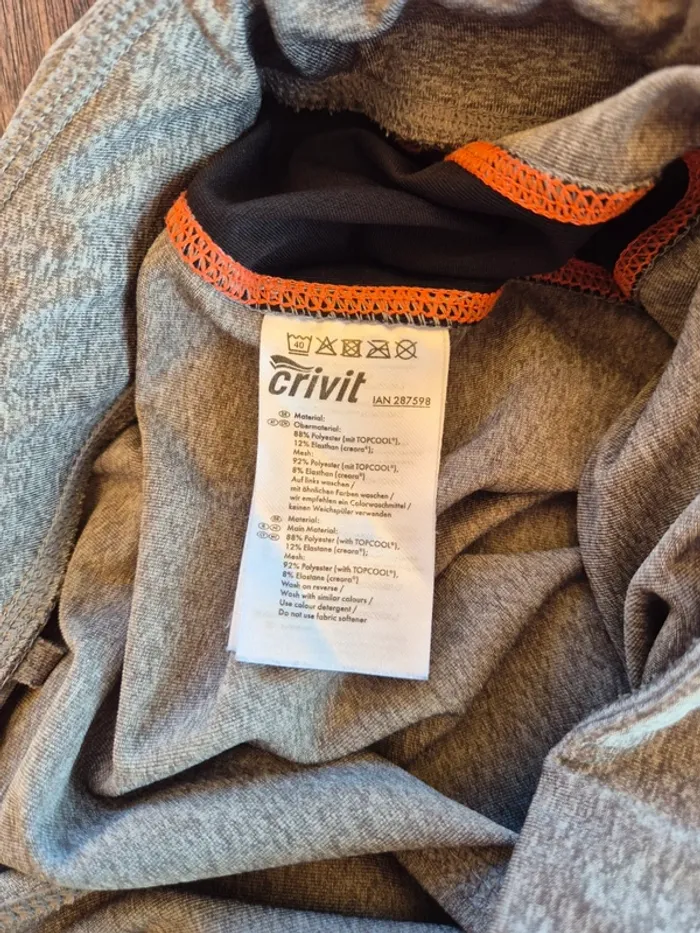 40
crivit
IAN 287598
Material:
Obermaterial:
88% Polyester (mit TOPCOOL®),
12% Elasthan (creora®);
Mesh:
92% Polyester (mit TOPCOOL®),
8% Elasthan (creora®)
Auf links waschen /
mit ähnlichen Farben waschen /
wir empfehlen ein Colorwaschmittel /
keinen Weichspüler verwenden
Material:
Main Material:
88% Polyester (with TOPCOOL®),
12% Elastane (creora®);
Mesh:
92% Polyester (with TOPCOOL®),
8% Elastane (creora®)
Wash on reverse /
Wash with similar colours /
Use colour detergent /
Do not use fabric softener